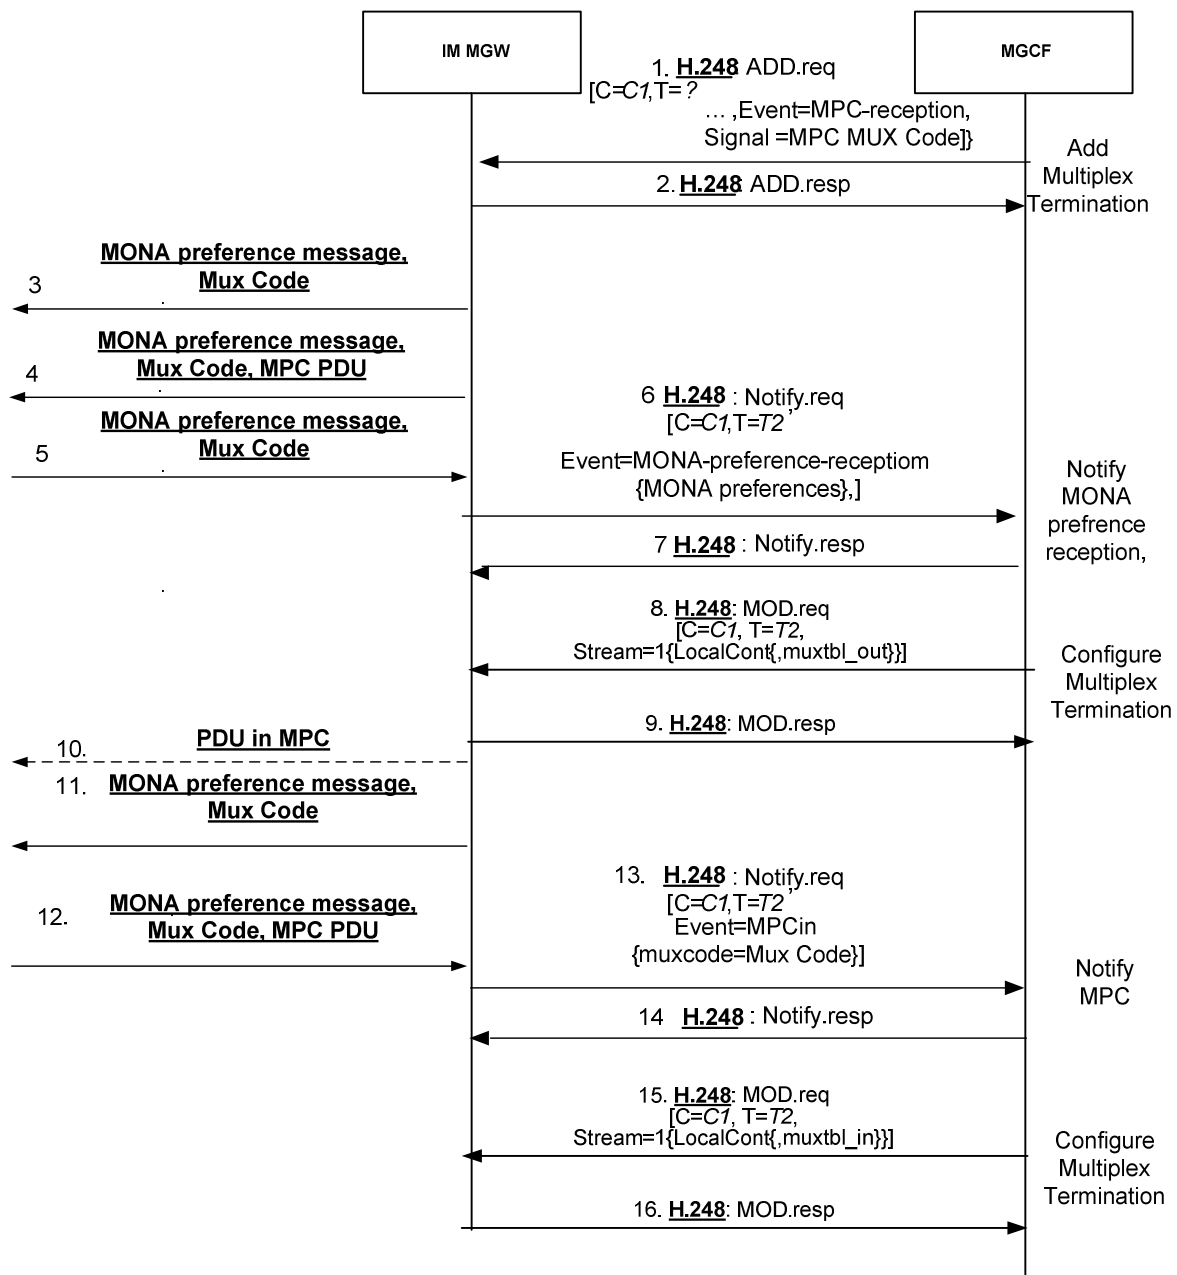 IM MGW
MGCF
1. H.248: ADD.req
[C=C1,T=?
... ,Event=MPC-reception,
Signal =MPC MUX Code]}
Add
Multiplex
Termination
2. H.248: ADD.resp
MONA preference message,
Mux Code
3
MONA preference message,
Mux Code, MPC PDU
4
MONA preference message,
Mux Code
5
6 H.248 : Notify.req
[C=C1,T=T2,
Event=MONA-preference-receptiom
{MONA preferences},]
Notify
MONA
prefrence
reception,
7 H.248 : Notify.resp
8. H.248: MOD.req
[C=C1, T=T2,
Stream=1{LocalCont{,muxtbl_out}}]
Configure
Multiplex
Termination
9. H.248: MOD.resp
10. PDU in MPC
11. MONA preference message,
Mux Code
12. MONA preference message,
Mux Code, MPC PDU
13. H.248 : Notify.req
[C=C1,T=T2,
Event=MPCin
{muxcode=Mux Code}]
Notify
MPC
14 H.248 : Notify.resp
15. H.248: MOD.req
[C=C1, T=T2,
Stream=1{LocalCont{,muxtbl_in}}]
Configure
Multiplex
Termination
16. H.248: MOD.resp